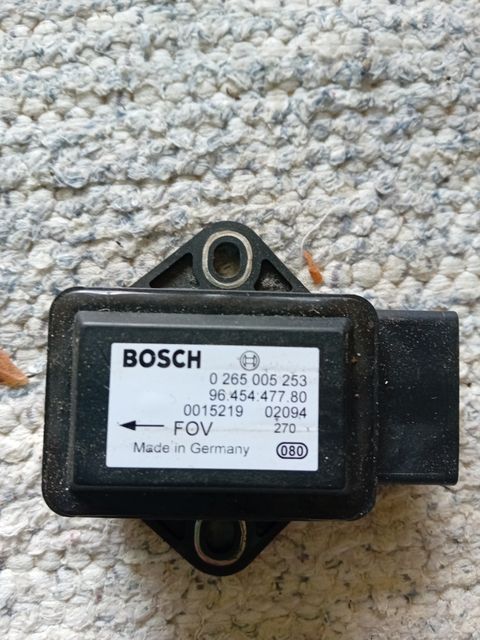 BOSCH
0 265 005 253
96.454.477.80
0015219 02094
FOV 270
Made in Germany 080